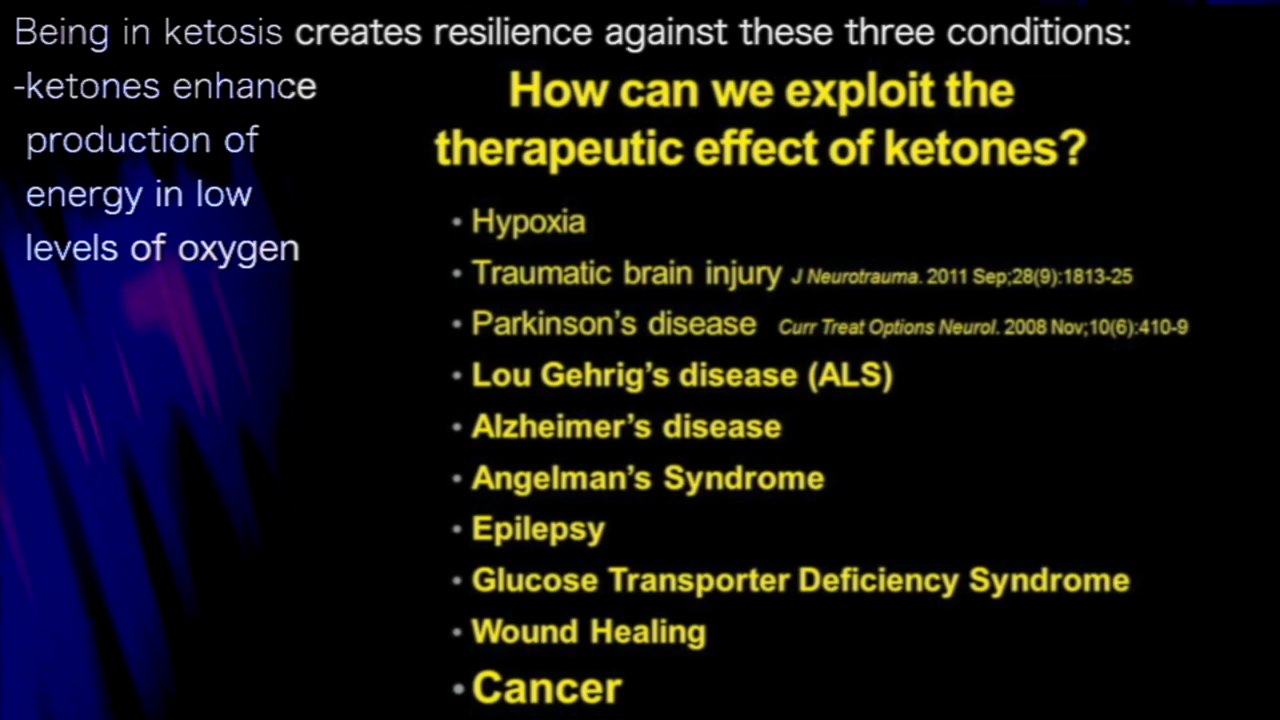 Being in ketosis creates resilience against these three conditions:
-ketones enhance
production of
energy in low
levels of oxygen
How can we exploit the
therapeutic effect of ketones?
• Hypoxia
• Traumatic brain injury J Neurotrauma. 2011 Sep;28(9):1813-25
• Parkinson's disease Curr Treat Options Neurol. 2008 Nov;10(6):410-9
• Lou Gehrig's disease (ALS)
• Alzheimer's disease
• Angelman's Syndrome
• Epilepsy
• Glucose Transporter Deficiency Syndrome
• Wound Healing
• Cancer